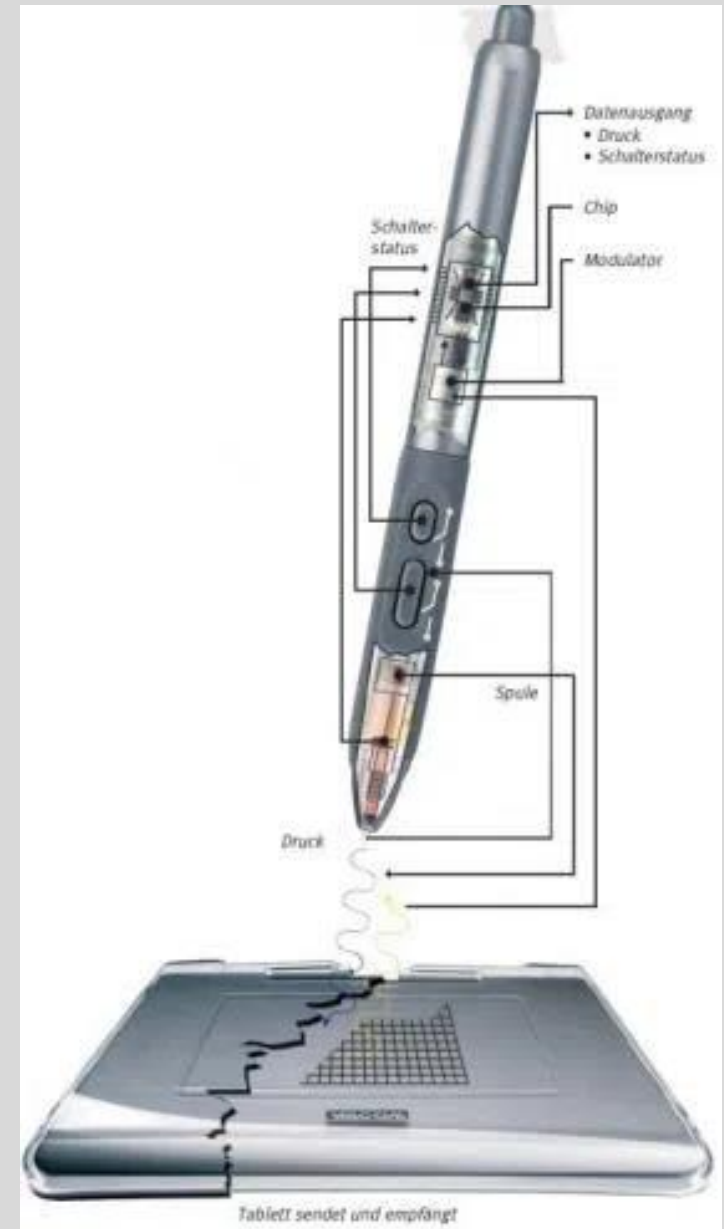 Datenausgang
• Druck
• Schalterstatus
Chip
Schalter-
status
Modulator
Spule
Druck
Tablett sendet und empfängt